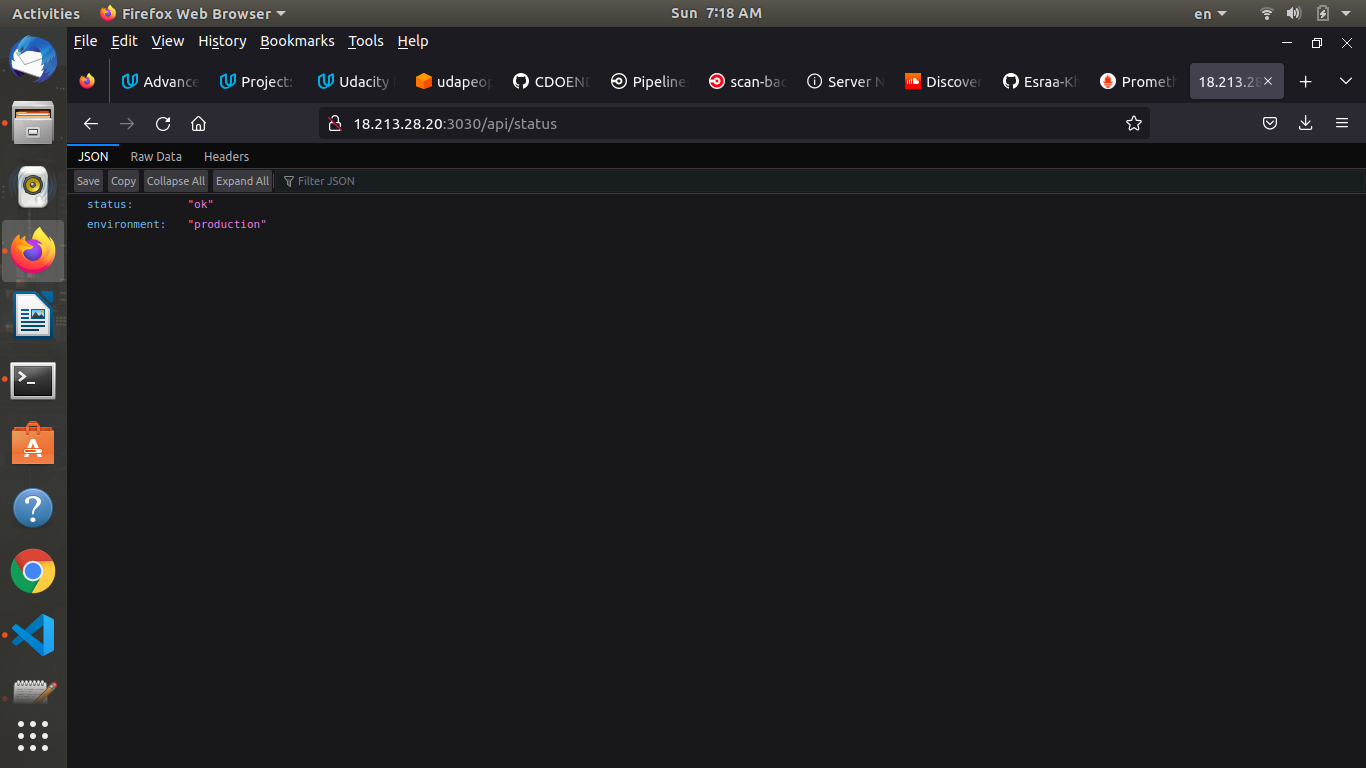 Activities Firefox Web Browser Sun 7:18 AM en
File Edit View History Bookmarks Tools Help
Advance Project: Udacity udapeop CDOEND Pipeline scan-bac Server N Discover Esraa-Kh Prometh 18.213.28
18.213.28.20:3030/api/status
JSON Raw Data Headers
Save Copy Collapse All Expand All Filter JSON
status: "ok"
environment: "production"